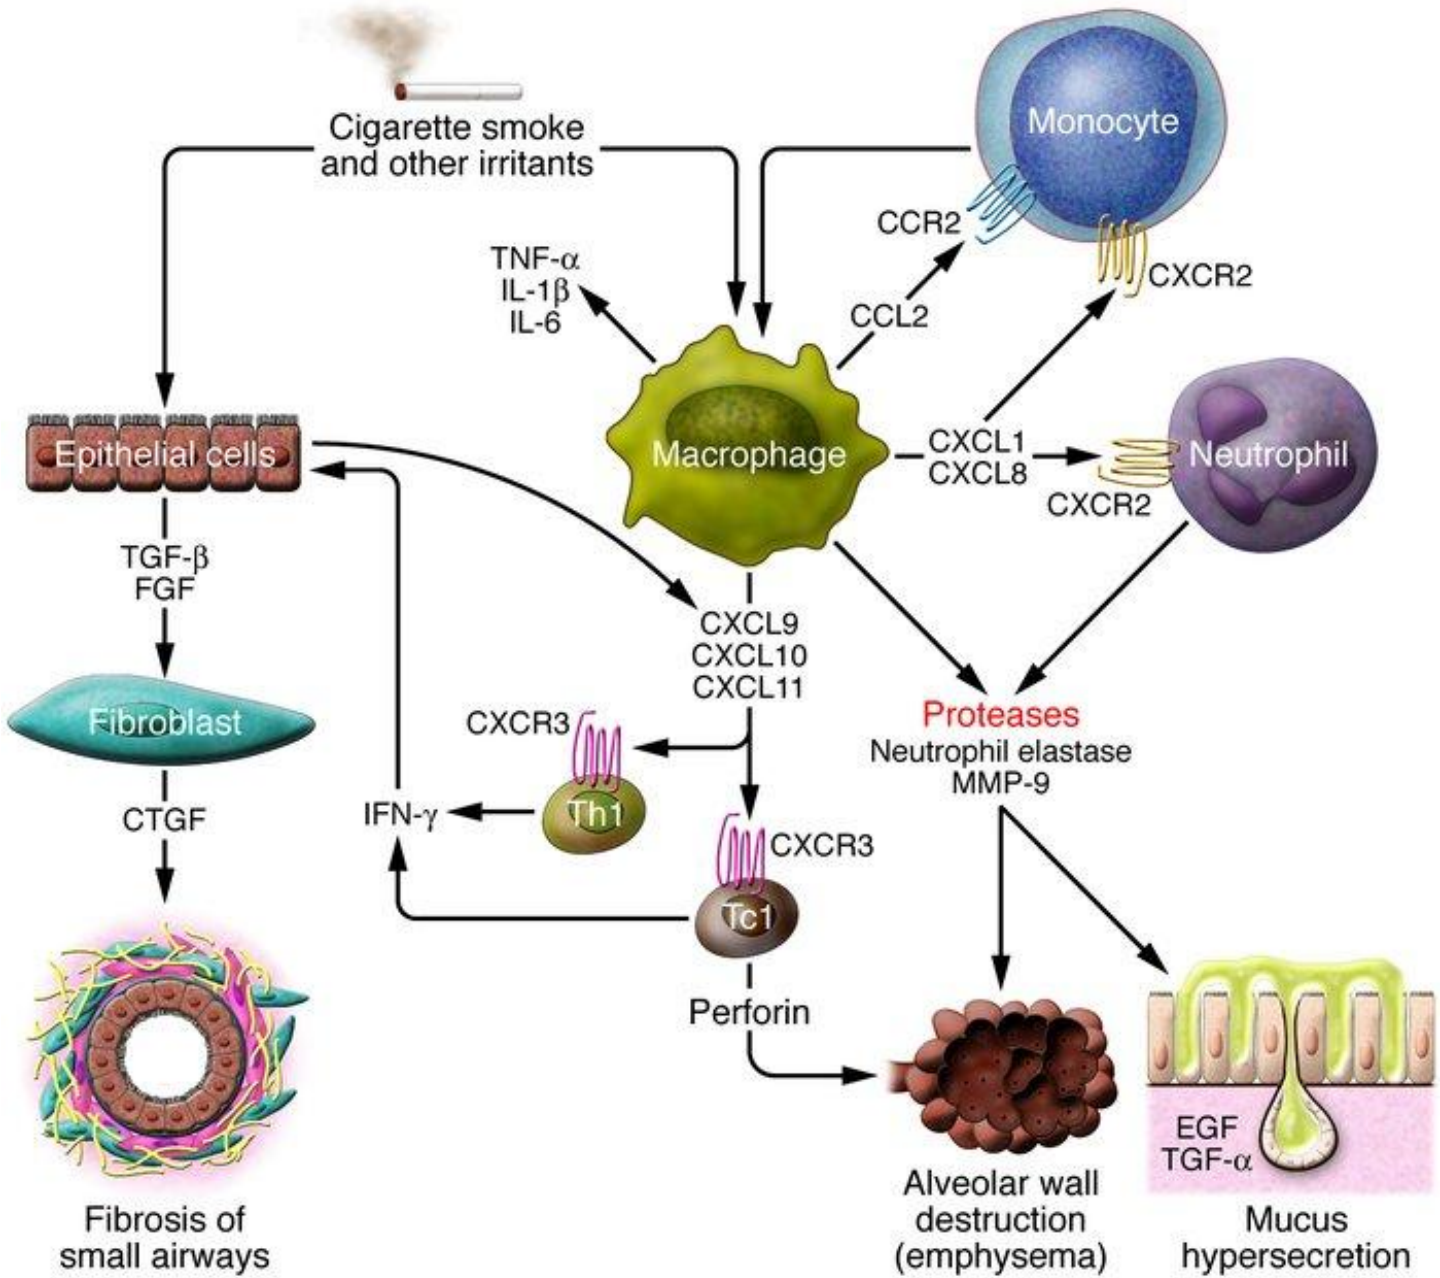 Cigarette smoke
and other irritants
Monocyte
CCR2
CXCR2
TNF-α
IL-1β
IL-6
CCL2
Epithelial cells
Macrophage
CXCL1
CXCL8
Neutrophil
CXCR2
TGF-β
FGF
CXCL9
CXCL10
CXCL11
Fibroblast
CXCR3
Proteases
Neutrophil elastase
MMP-9
CTGF
IFN-γ
Th1
CXCR3
Tc1
Perforin
EGF
TGF-α
Fibrosis of
small airways
Alveolar wall
destruction
(emphysema)
Mucus
hypersecretion